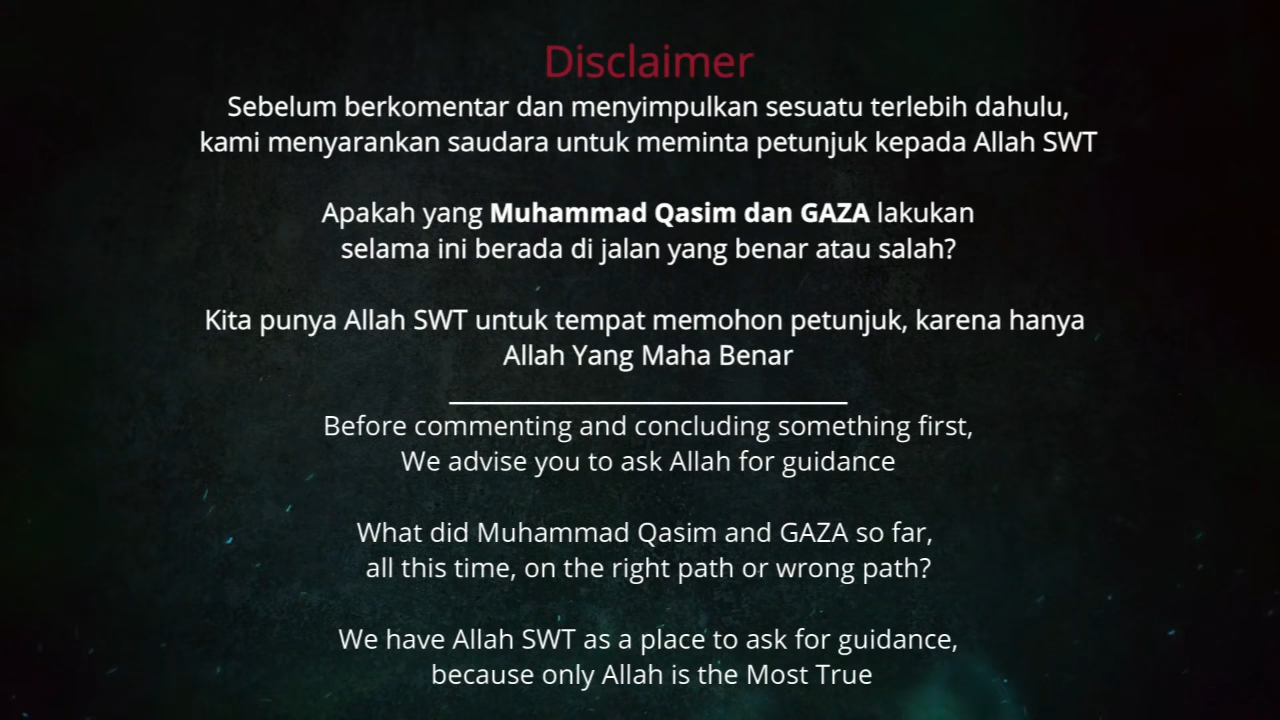 Disclaimer
Sebelum berkomentar dan menyimpulkan sesuatu terlebih dahulu,
kami menyarankan saudara untuk meminta petunjuk kepada Allah SWT
Apakah yang Muhammad Qasim dan GAZA lakukan
selama ini berada di jalan yang benar atau salah?
Kita punya Allah SWT untuk tempat memohon petunjuk, karena hanya
Allah Yang Maha Benar
Before commenting and concluding something first,
We advise you to ask Allah for guidance
What did Muhammad Qasim and GAZA so far,
all this time, on the right path or wrong path?
We have Allah SWT as a place to ask for guidance,
because only Allah is the Most True